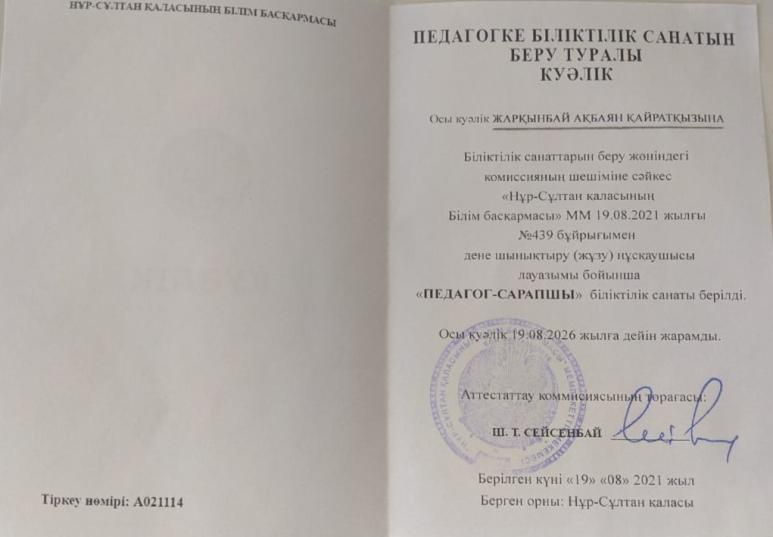 НҰР-СҰЛТАН ҚАЛАСЫНЫҢ БІЛІМ БАСҚАРМАСЫ
Тіркеу нөмірі: А021114
ПЕДАГОГКЕ БІЛІКТІЛІК САНАТЫН
БЕРУ ТУРАЛЫ
КУӘЛІК
Осы куәлік ЖАРҚЫНБАЙ АҚБАЯН ҚАЙРАТҚЫЗЫНА
Біліктілік санаттарын беру жөніндегі
комиссияның шешіміне сәйкес
«Нұр-Сұлтан қаласының
Білім басқармасы» ММ 19.08.2021 жылғы
№439 бұйрығымен
дене шынықтыру (жұзу) нұсқаушысы
лауазымы бойынша
«ПЕДАГОГ-САРАПШЫ» біліктілік санаты берілді.
Осы куәлік 19.08.2026 жылға дейін жарамды.
Аттестаттау коммисиясының төрағасы:
Ш. Т. СЕЙСЕНБАЙ
Берілген күні «19» «08» 2021 жыл
Берген орны: Нұр-Сұлтан қаласы